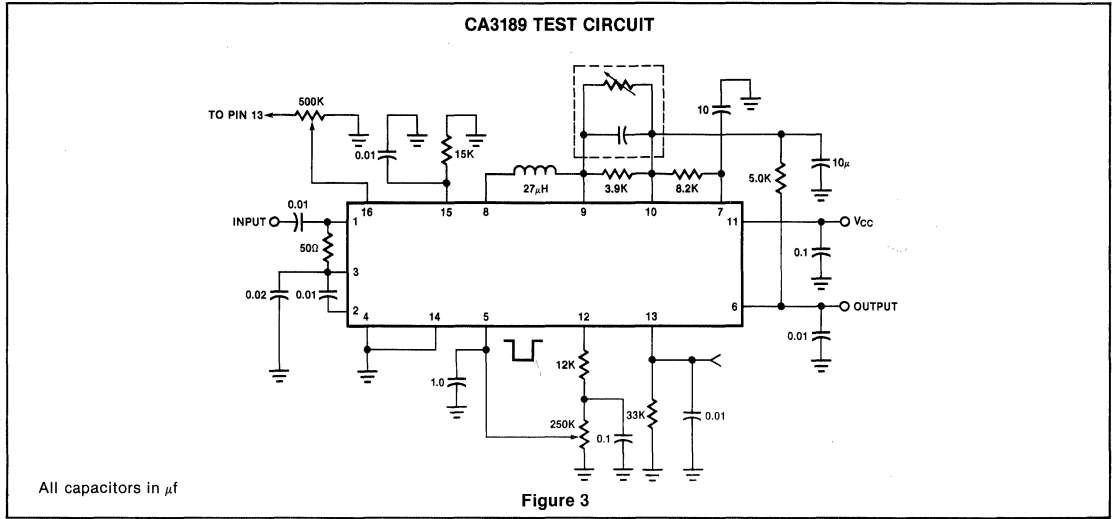 CA3189 TEST CIRCUIT
500K
TO PIN 13
0.01
15K
10
10μ
27μH
3.9K
8.2K
5.0K
16
15
8
9
10
7
INPUT
0.01
1
50Ω
3
0.02
0.01
2
11
VCC
0.1
6
OUTPUT
0.01
4
14
5
12
13
1.0
12K
250K
0.1
33K
0.01
All capacitors in μf
Figure 3